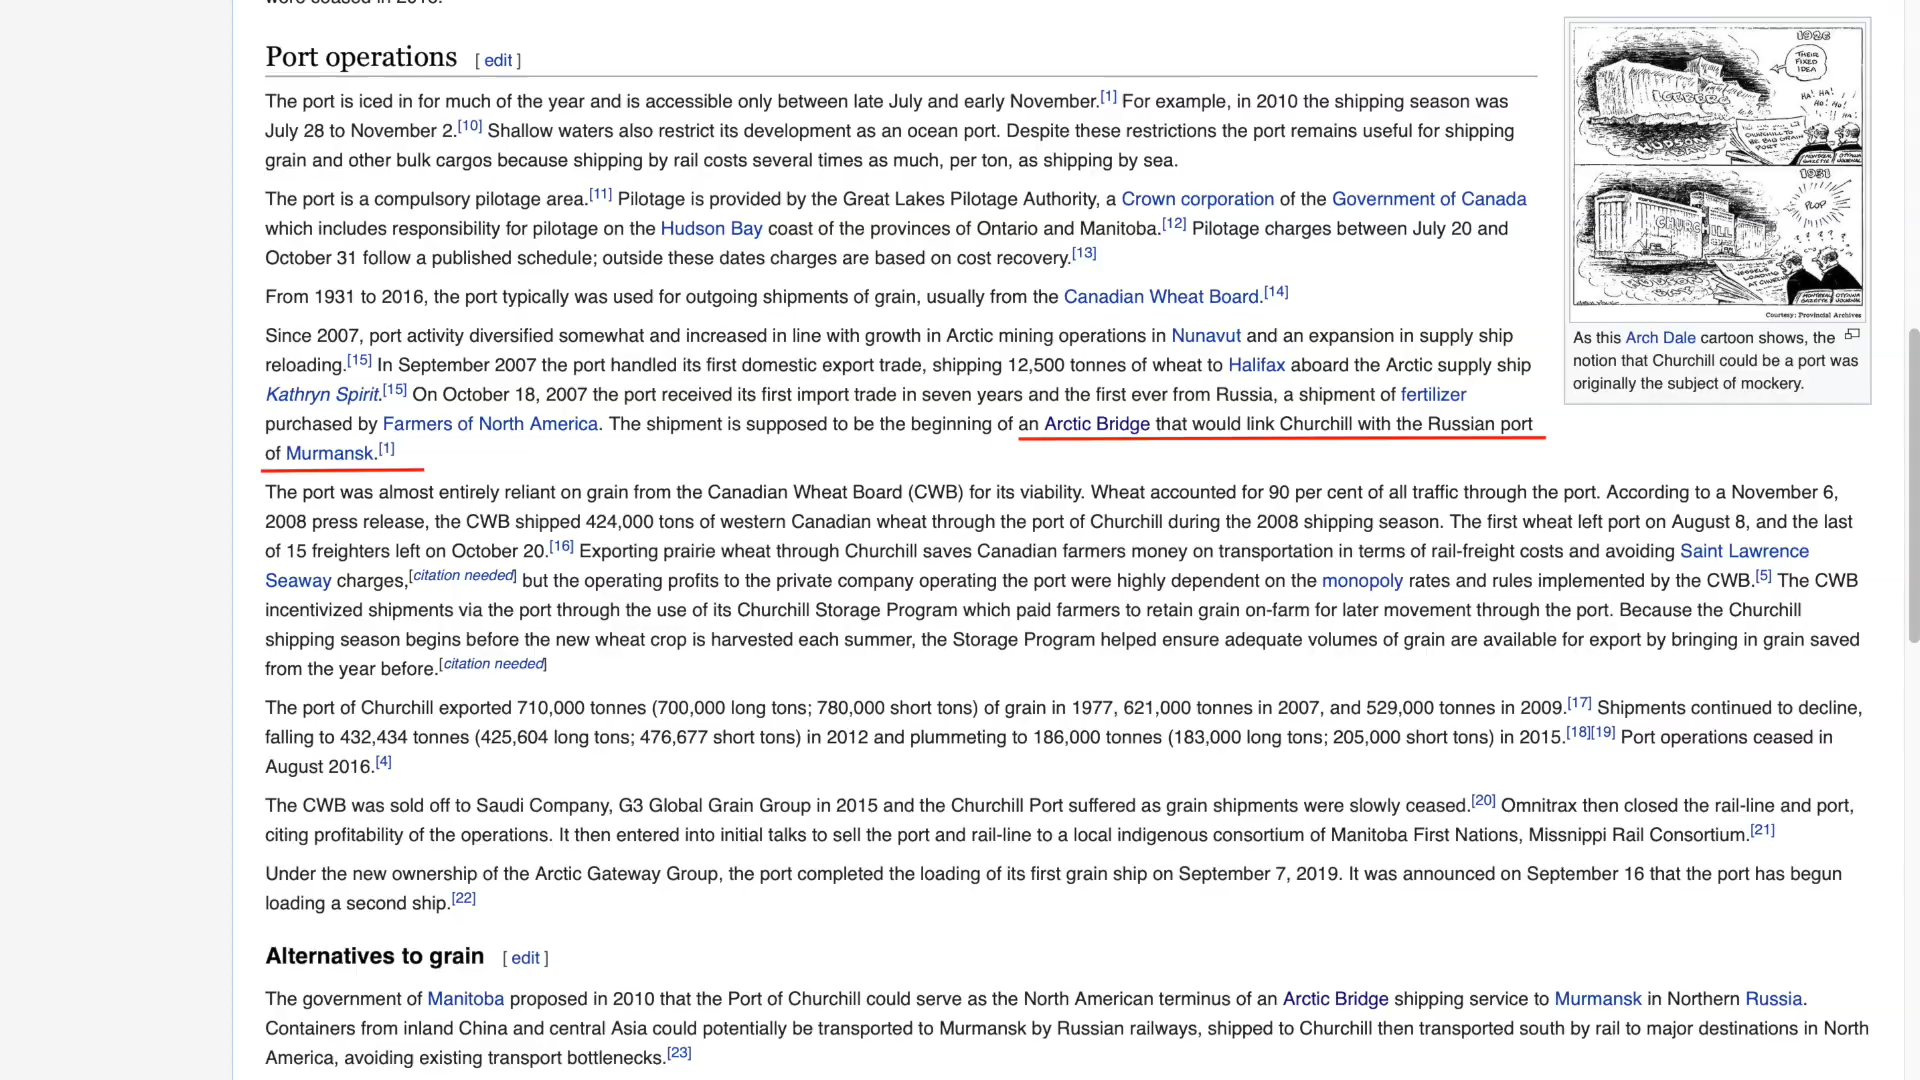 were ceased in 2016.
Port operations [ edit ]
The port is iced in for much of the year and is accessible only between late July and early November.[1] For example, in 2010 the shipping season was
July 28 to November 2.[10] Shallow waters also restrict its development as an ocean port. Despite these restrictions the port remains useful for shipping
grain and other bulk cargos because shipping by rail costs several times as much, per ton, as shipping by sea.
The port is a compulsory pilotage area.[11] Pilotage is provided by the Great Lakes Pilotage Authority, a Crown corporation of the Government of Canada
which includes responsibility for pilotage on the Hudson Bay coast of the provinces of Ontario and Manitoba.[12] Pilotage charges between July 20 and
October 31 follow a published schedule; outside these dates charges are based on cost recovery.[13]
From 1931 to 2016, the port typically was used for outgoing shipments of grain, usually from the Canadian Wheat Board.[14]
Since 2007, port activity diversified somewhat and increased in line with growth in Arctic mining operations in Nunavut and an expansion in supply ship
reloading.[15] In September 2007 the port handled its first domestic export trade, shipping 12,500 tonnes of wheat to Halifax aboard the Arctic supply ship
Kathryn Spirit.[15] On October 18, 2007 the port received its first import trade in seven years and the first ever from Russia, a shipment of fertilizer
purchased by Farmers of North America. The shipment is supposed to be the beginning of an Arctic Bridge that would link Churchill with the Russian port
of Murmansk.[1]
1926
THEIR
FIXED
IDEA
HA! HA!
HO! HO!
ICEBERG
CHURCHILL TO
BE BIG GRAIN
PORT
HUDSON
MONTREAL
GAZETTE
OTTAWA
JOURNAL
1931
PLOP
CHURCHILL
? ? ? ?
VESSELS
LOADING
AT CHURCHILL
HUDSON
BAY
MONTREAL
GAZETTE
OTTAWA
JOURNAL
Courtesy: Provincial Archives
As this Arch Dale cartoon shows, the
notion that Churchill could be a port was
originally the subject of mockery.
The port was almost entirely reliant on grain from the Canadian Wheat Board (CWB) for its viability. Wheat accounted for 90 per cent of all traffic through the port. According to a November 6,
2008 press release, the CWB shipped 424,000 tons of western Canadian wheat through the port of Churchill during the 2008 shipping season. The first wheat left port on August 8, and the last
of 15 freighters left on October 20.[16] Exporting prairie wheat through Churchill saves Canadian farmers money on transportation in terms of rail-freight costs and avoiding Saint Lawrence
Seaway charges,[citation needed] but the operating profits to the private company operating the port were highly dependent on the monopoly rates and rules implemented by the CWB.[5] The CWB
incentivized shipments via the port through the use of its Churchill Storage Program which paid farmers to retain grain on-farm for later movement through the port. Because the Churchill
shipping season begins before the new wheat crop is harvested each summer, the Storage Program helped ensure adequate volumes of grain are available for export by bringing in grain saved
from the year before.[citation needed]
The port of Churchill exported 710,000 tonnes (700,000 long tons; 780,000 short tons) of grain in 1977, 621,000 tonnes in 2007, and 529,000 tonnes in 2009.[17] Shipments continued to decline,
falling to 432,434 tonnes (425,604 long tons; 476,677 short tons) in 2012 and plummeting to 186,000 tonnes (183,000 long tons; 205,000 short tons) in 2015.[18][19] Port operations ceased in
August 2016.[4]
The CWB was sold off to Saudi Company, G3 Global Grain Group in 2015 and the Churchill Port suffered as grain shipments were slowly ceased.[20] Omnitrax then closed the rail-line and port,
citing profitability of the operations. It then entered into initial talks to sell the port and rail-line to a local indigenous consortium of Manitoba First Nations, Missnippi Rail Consortium.[21]
Under the new ownership of the Arctic Gateway Group, the port completed the loading of its first grain ship on September 7, 2019. It was announced on September 16 that the port has begun
loading a second ship.[22]
Alternatives to grain [ edit ]
The government of Manitoba proposed in 2010 that the Port of Churchill could serve as the North American terminus of an Arctic Bridge shipping service to Murmansk in Northern Russia.
Containers from inland China and central Asia could potentially be transported to Murmansk by Russian railways, shipped to Churchill then transported south by rail to major destinations in North
America, avoiding existing transport bottlenecks.[23]